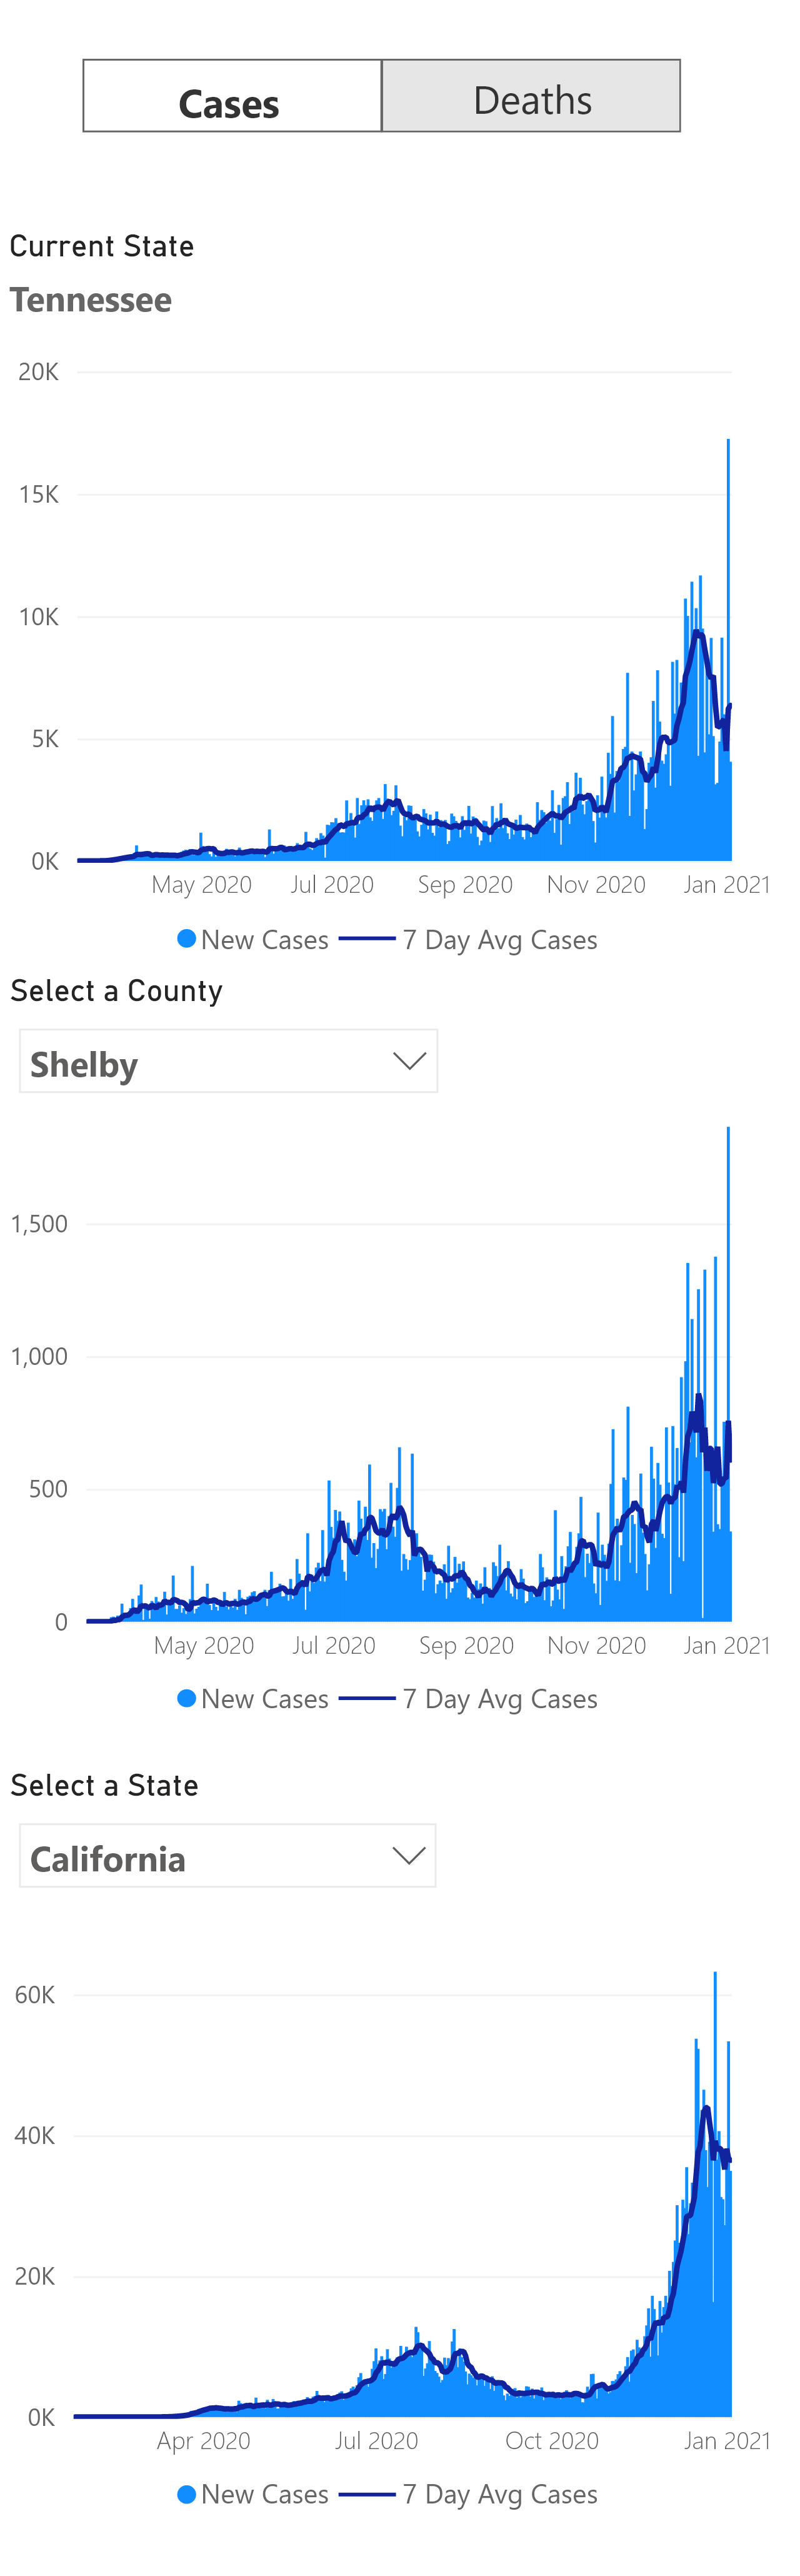 Cases Deaths
Current State
Tennessee
20K
15K
10K
5K
0K
May 2020 Jul 2020 Sep 2020 Nov 2020 Jan 2021
New Cases 7 Day Avg Cases
Select a County
Shelby
1,500
1,000
500
0
May 2020 Jul 2020 Sep 2020 Nov 2020 Jan 2021
New Cases 7 Day Avg Cases
Select a State
California
60K
40K
20K
0K
Apr 2020 Jul 2020 Oct 2020 Jan 2021
New Cases 7 Day Avg Cases